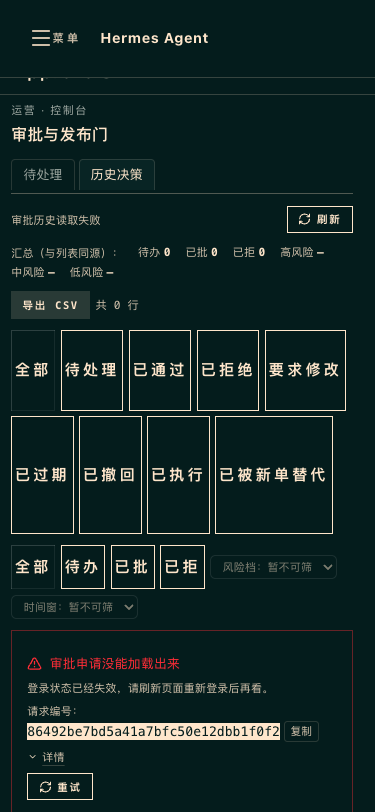 菜单 Hermes Agent
运营 · 控制台
审批与发布门
待处理 历史决策
审批历史读取失败 刷新
汇总（与列表同源）： 待办 0 已批 0 已拒 0 高风险 —
中风险 — 低风险 —
导出 CSV 共 0 行
全部 待处理 已通过 已拒绝 要求修改
已过期 已撤回 已执行 已被新单替代
全部 待办 已批 已拒 风险档：暂不可筛
时间窗：暂不可筛
审批申请没能加载出来
登录状态已经失效，请刷新页面重新登录后再看。
请求编号：
86492be7bd5a41a7bfc50e12dbb1f0f2 复制
详情
重试